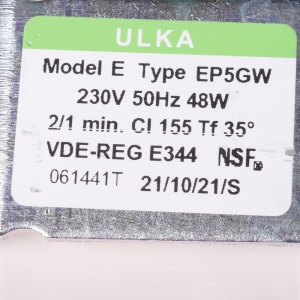 ULKA
Model E Type EP5GW
230V 50Hz 48W
2/1 min. Cl 155 Tf 35°
VDE-REG E344 NSF®
061441T 21/10/21/S